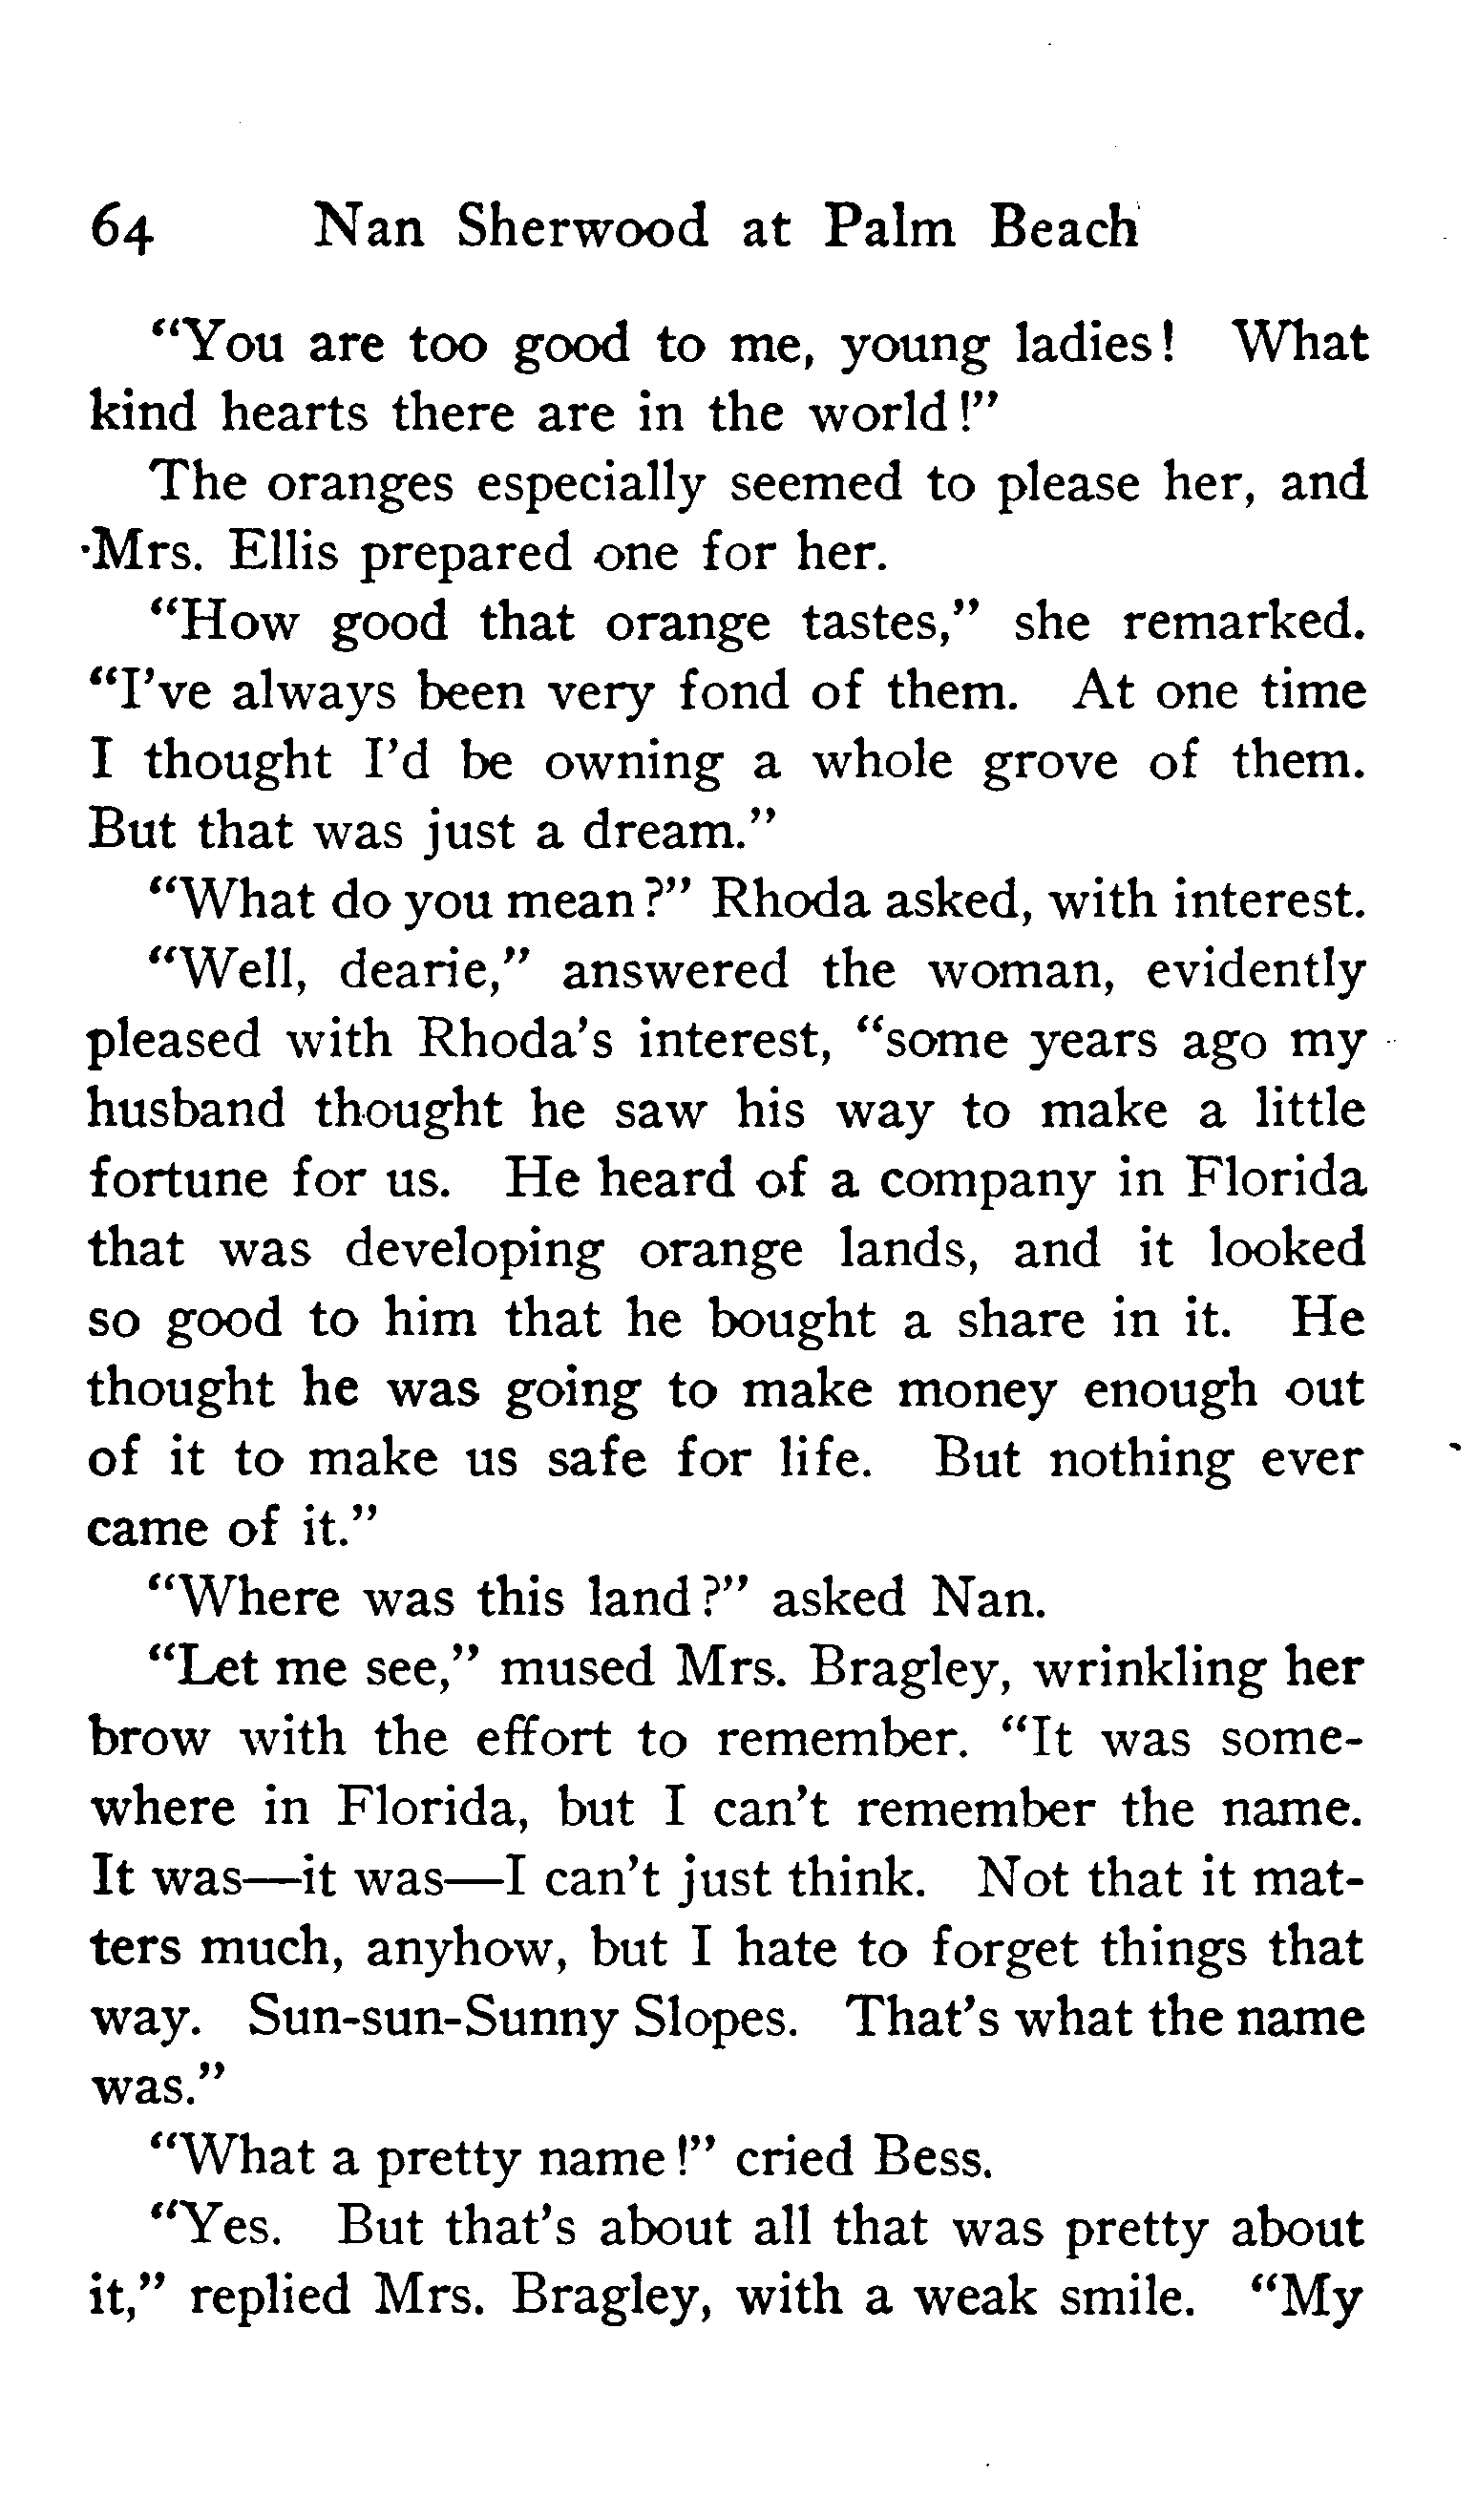 64 Nan Sherwood at Palm Beach
“You are too good to me, young ladies! What
kind hearts there are in the world!”
The oranges especially seemed to please her, and
Mrs. Ellis prepared one for her.
“How good that orange tastes,” she remarked.
“I’ve always been very fond of them. At one time
I thought I’d be owning a whole grove of them.
But that was just a dream.”
“What do you mean?” Rhoda asked, with interest.
“Well, dearie,” answered the woman, evidently
pleased with Rhoda’s interest, “some years ago my
husband thought he saw his way to make a little
fortune for us. He heard of a company in Florida
that was developing orange lands, and it looked
so good to him that he bought a share in it. He
thought he was going to make money enough out
of it to make us safe for life. But nothing ever
came of it.”
“Where was this land?” asked Nan.
“Let me see,” mused Mrs. Bragley, wrinkling her
brow with the effort to remember. “It was some-
where in Florida, but I can’t remember the name.
It was—it was—I can’t just think. Not that it mat-
ters much, anyhow, but I hate to forget things that
way. Sun-sun-Sunny Slopes. That’s what the name
was.”
“What a pretty name!” cried Bess.
“Yes. But that’s about all that was pretty about
it,” replied Mrs. Bragley, with a weak smile. “My